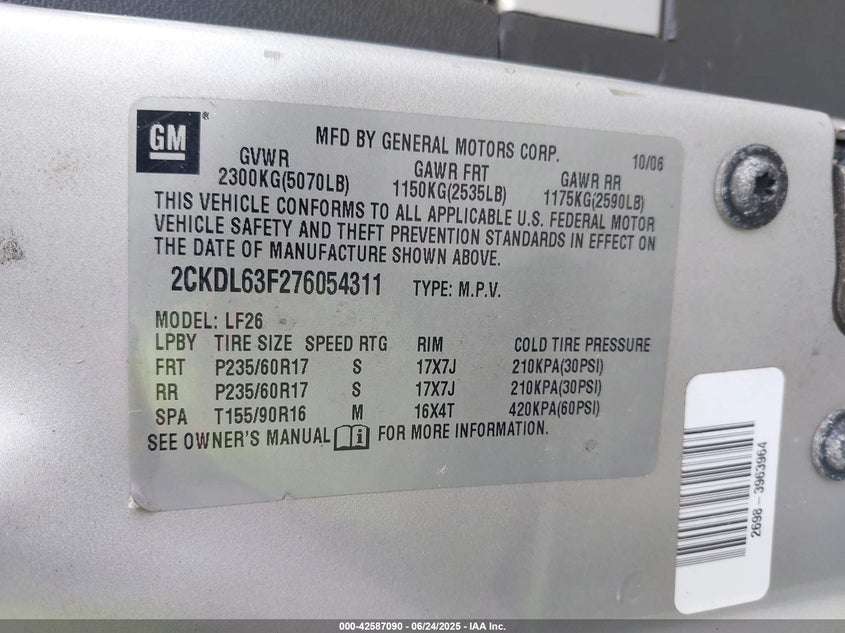 GM
MFD BY GENERAL MOTORS CORP. 10/06
GVWR GAWR FRT GAWR RR
2300KG(5070LB) 1150KG(2535LB) 1175KG(2590LB)
THIS VEHICLE CONFORMS TO ALL APPLICABLE U.S. FEDERAL MOTOR
VEHICLE SAFETY AND THEFT PREVENTION STANDARDS IN EFFECT ON
THE DATE OF MANUFACTURE SHOWN ABOVE.
2CKDL63F276054311 TYPE: M.P.V.
MODEL: LF26
LPBY TIRE SIZE SPEED RTG RIM COLD TIRE PRESSURE
FRT P235/60R17 S 17X7J 210KPA(30PSI)
RR P235/60R17 S 17X7J 210KPA(30PSI)
SPA T155/90R16 M 16X4T 420KPA(60PSI)
SEE OWNER'S MANUAL i FOR MORE INFORMATION.
2698 - 3963964
000-42587090 - 06/24/2025 - IAA Inc.